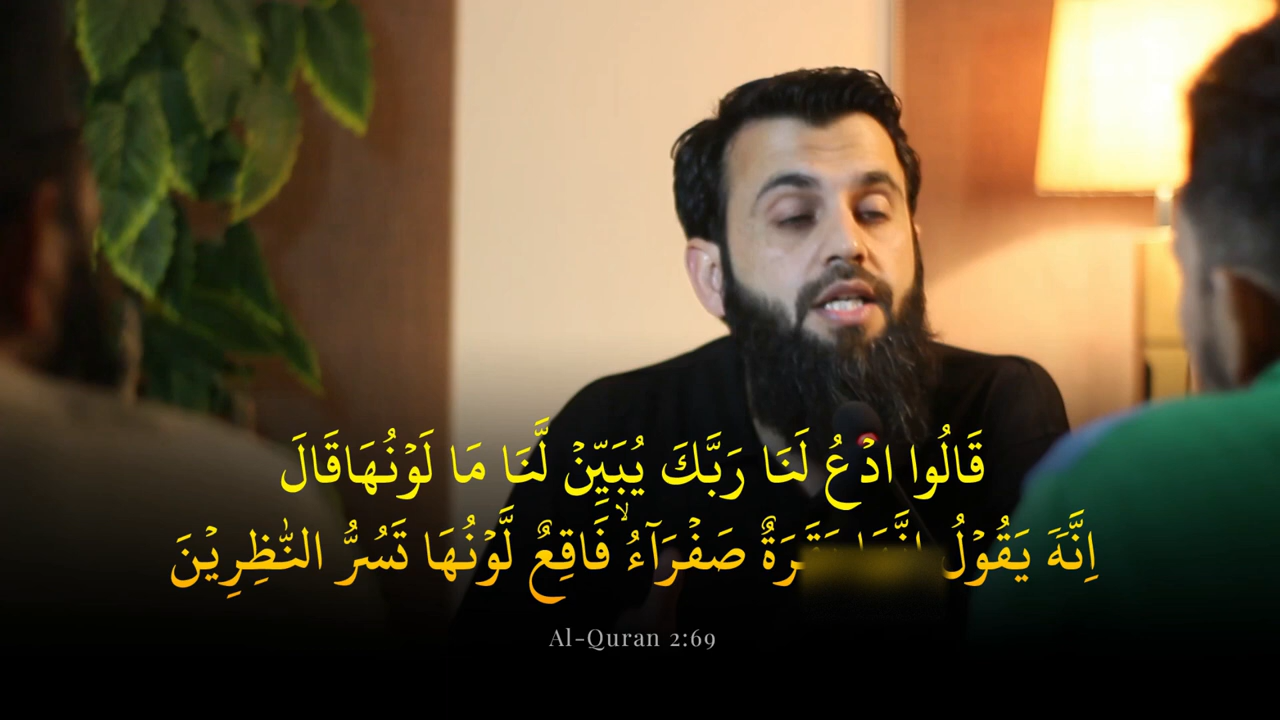 قَالُوا ادۡعُ لَنَا رَبَّكَ يُبَيِّنۡ لَّنَا مَا لَوۡنُهَاقَالَ
اِنَّهٗ يَقُوۡلُ صَفۡرَآءُۙ فَاقِعٌ لَّوۡنُهَا تَسُرُّ النّٰظِرِيۡنَ
Al-Quran 2:69